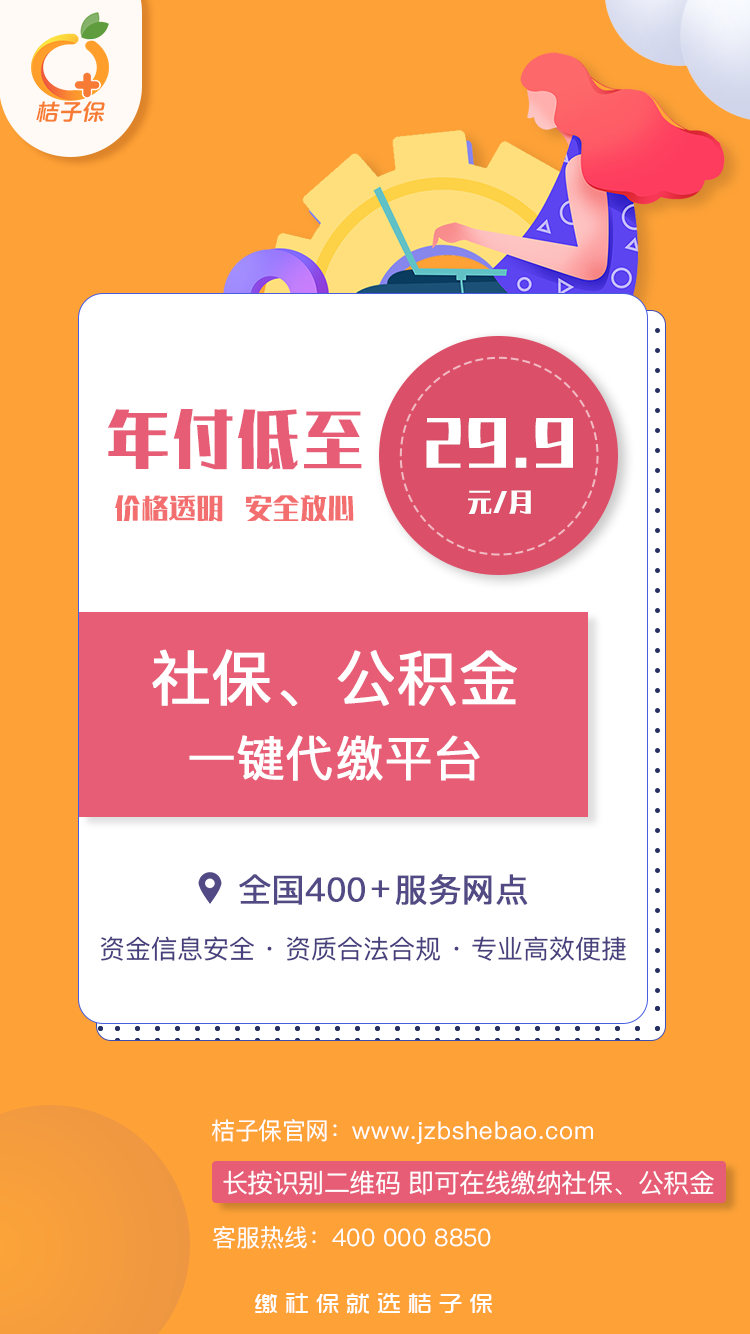 桔子保
年付低至
29.9
价格透明 安全放心
元/月
社保、公积金
一键代缴平台
全国400+服务网点
资金信息安全 · 资质合法合规 · 专业高效便捷
桔子保官网：www.jzbshebao.com
长按识别二维码 即可在线缴纳社保、公积金
客服热线：400 000 8850
缴社保就选桔子保